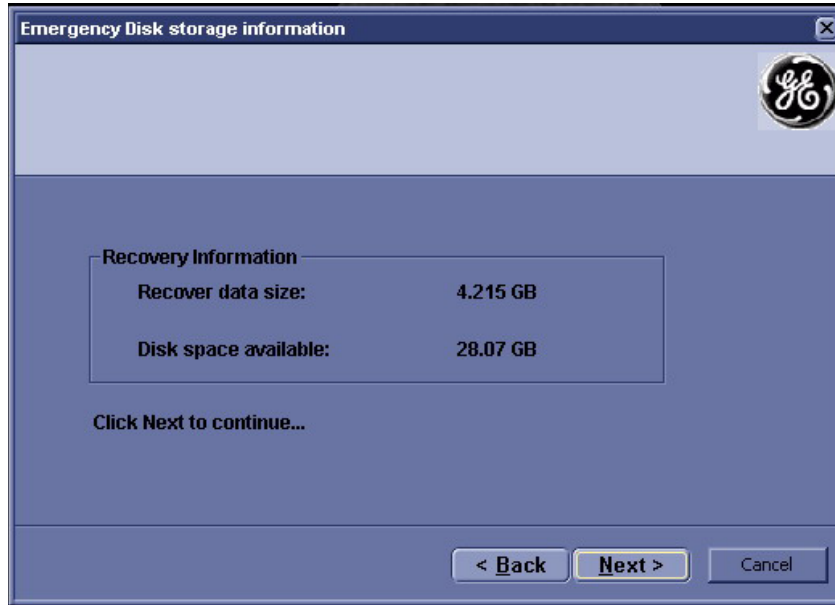 Emergency Disk storage information
GE
Recovery Information
Recover data size: 4.215 GB
Disk space available: 28.07 GB
Click Next to continue...
< Back Next > Cancel